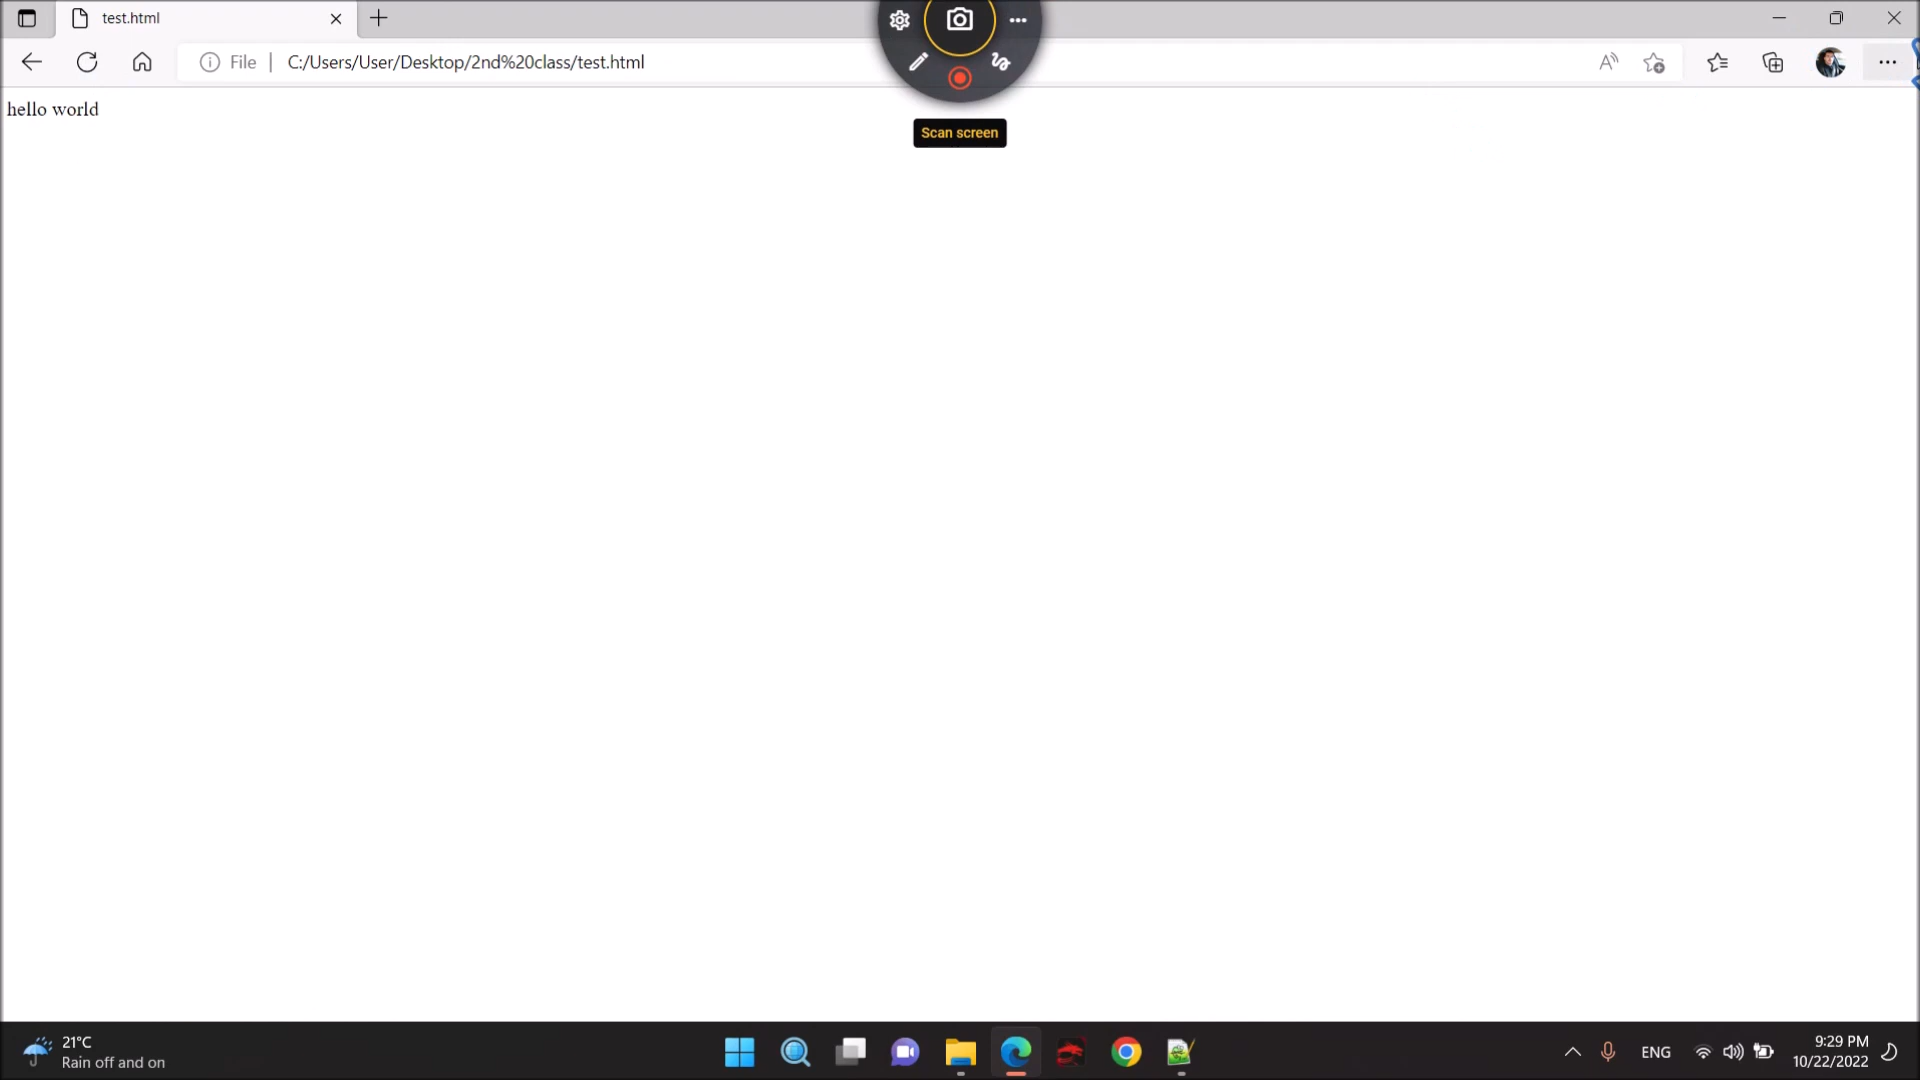 test.html
File
C:/Users/User/Desktop/2nd%20class/test.html
hello world
Scan screen
21°C
Rain off and on
ENG
9:29 PM
10/22/2022